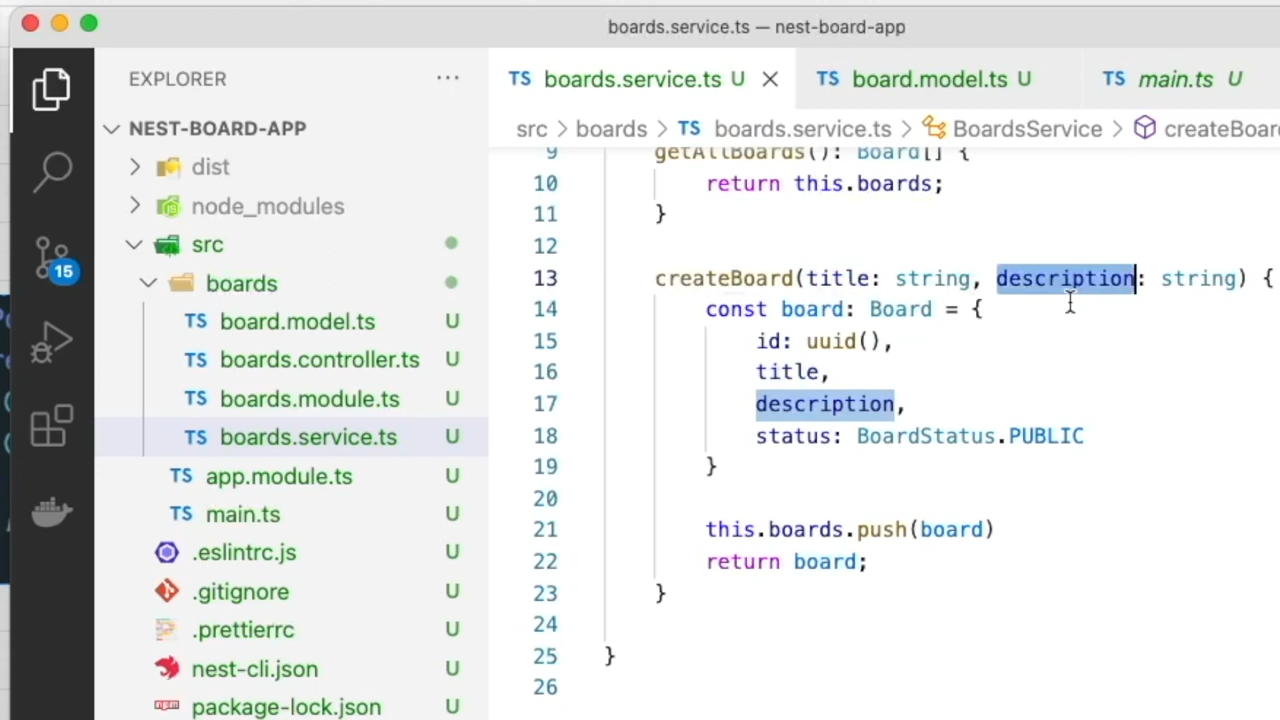 boards.service.ts — nest-board-app
EXPLORER ···
NEST-BOARD-APP
dist
node_modules
src
boards
TS board.model.ts U
TS boards.controller.ts U
TS boards.module.ts U
TS boards.service.ts U
TS app.module.ts U
TS main.ts U
.eslintrc.js U
.gitignore U
.prettierrc U
nest-cli.json U
package-lock.json U
15
TS boards.service.ts U
TS board.model.ts U
TS main.ts U
src > boards > TS boards.service.ts > BoardsService > createBoar
9 getAllBoards(): Board[] {
10 return this.boards;
11 }
12
13 createBoard(title: string, description: string) {
14 const board: Board = {
15 id: uuid(),
16 title,
17 description,
18 status: BoardStatus.PUBLIC
19 }
20
21 this.boards.push(board)
22 return board;
23 }
24
25 }
26